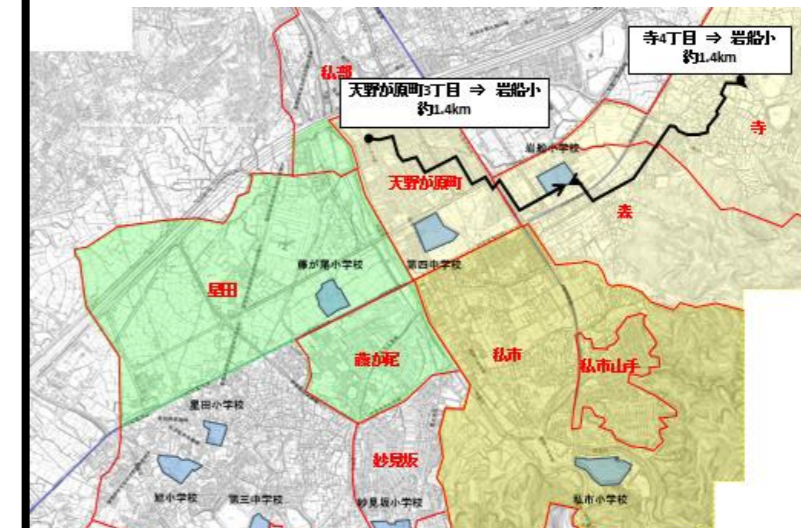 寺4丁目 ⇒ 岩船小
約1.4km
私部
天野が原町3丁目 ⇒ 岩船小
約1.4km
寺
岩船小学校
天野が原町
森
藤が尾小学校
第四中学校
星田
藤が尾
私市
私市山手
星田小学校
妙見坂
旭小学校
第三中学校
妙見坂小学校
私市小学校